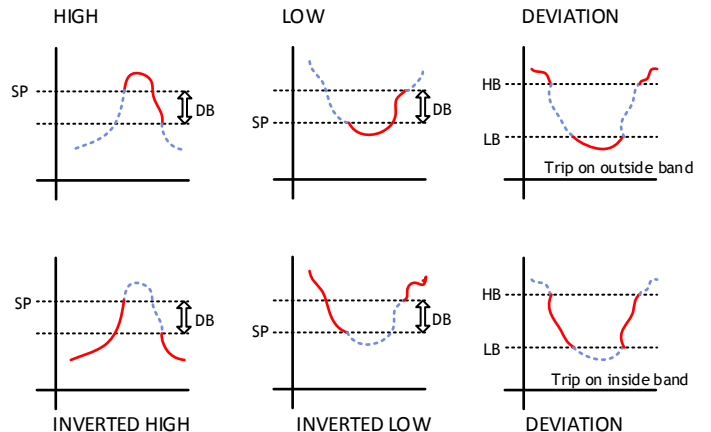 HIGH
LOW
DEVIATION
SP
DB
SP
DB
HB
LB
Trip on outside band
SP
DB
SP
DB
HB
LB
Trip on inside band
INVERTED HIGH
INVERTED LOW
DEVIATION